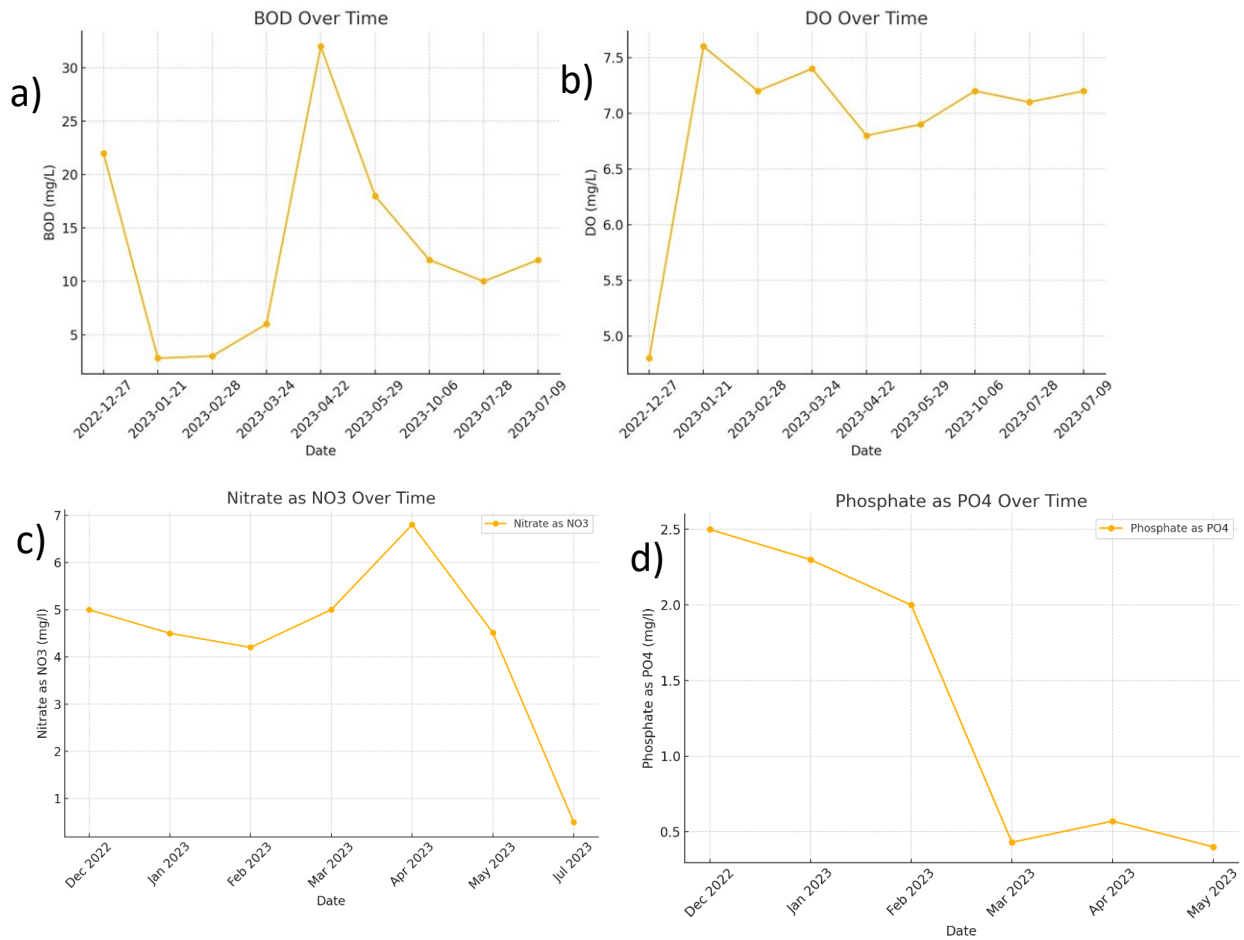 a)
BOD Over Time
BOD (mg/L)
30
25
20
15
10
5
2022-12-27
2023-01-21
2023-02-28
2023-03-24
2023-04-22
2023-05-29
2023-10-06
2023-07-28
2023-07-09
Date
b)
DO Over Time
DO (mg/L)
7.5
7.0
6.5
6.0
5.5
5.0
2022-12-27
2023-01-21
2023-02-28
2023-03-24
2023-04-22
2023-05-29
2023-10-06
2023-07-28
2023-07-09
Date
c)
Nitrate as NO3 Over Time
Nitrate as NO3
Nitrate as NO3 (mg/l)
7
6
5
4
3
2
1
Dec 2022
Jan 2023
Feb 2023
Mar 2023
Apr 2023
May 2023
Jul 2023
Date
d)
Phosphate as PO4 Over Time
Phosphate as PO4
Phosphate as PO4 (mg/l)
2.5
2.0
1.5
1.0
0.5
Dec 2022
Jan 2023
Feb 2023
Mar 2023
Apr 2023
May 2023
Date